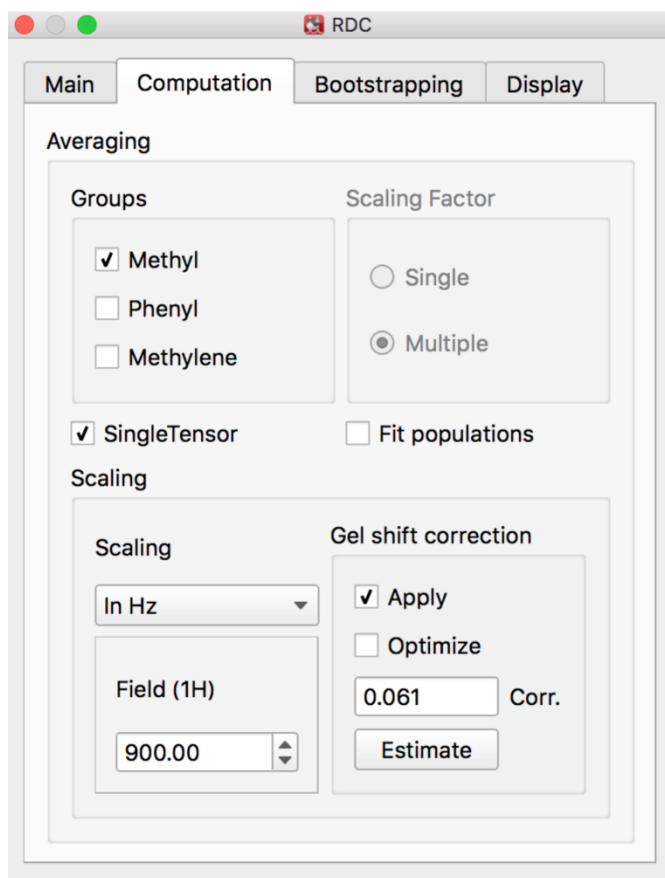 RDC
Main Computation Bootstrapping Display
Averaging
Groups Scaling Factor
Methyl
Single
Phenyl
Multiple
Methylene
SingleTensor Fit populations
Scaling
Gel shift correction
Scaling
Apply
In Hz
Optimize
Field (1H)
0.061 Corr.
900.00 Estimate